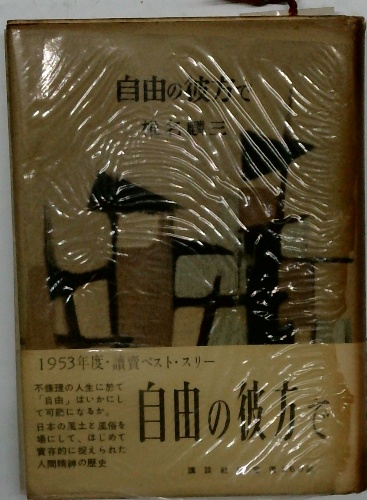 自由の彼方で
椎名麟三
1953年度・讀賣ベスト・スリー
不條理の人生に於て
「自由」はいかにし
て可能になるか。
日本の風土と風俗を
場にして、はじめて
實存的に捉えられた
人間精神の歴史
自由の彼方で
講談社